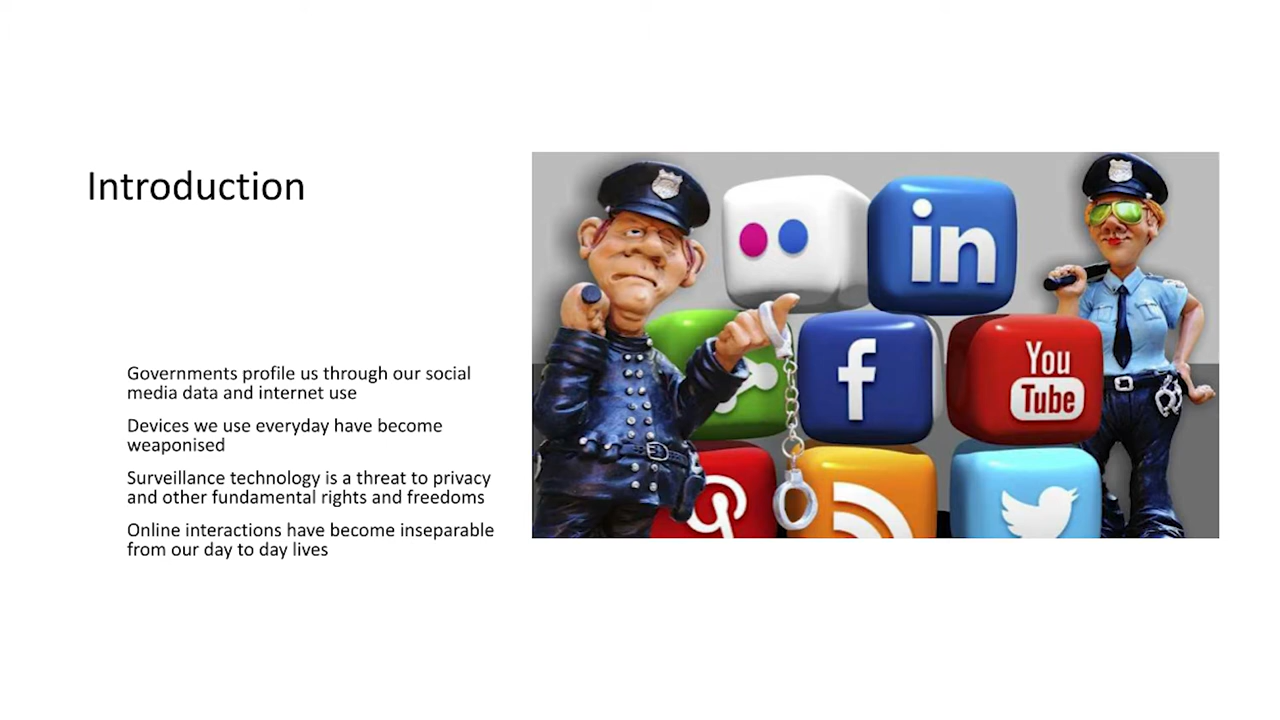 Introduction
Governments profile us through our social
media data and internet use
Devices we use everyday have become
weaponised
Surveillance technology is a threat to privacy
and other fundamental rights and freedoms
Online interactions have become inseparable
from our day to day lives
in
f
You
Tube